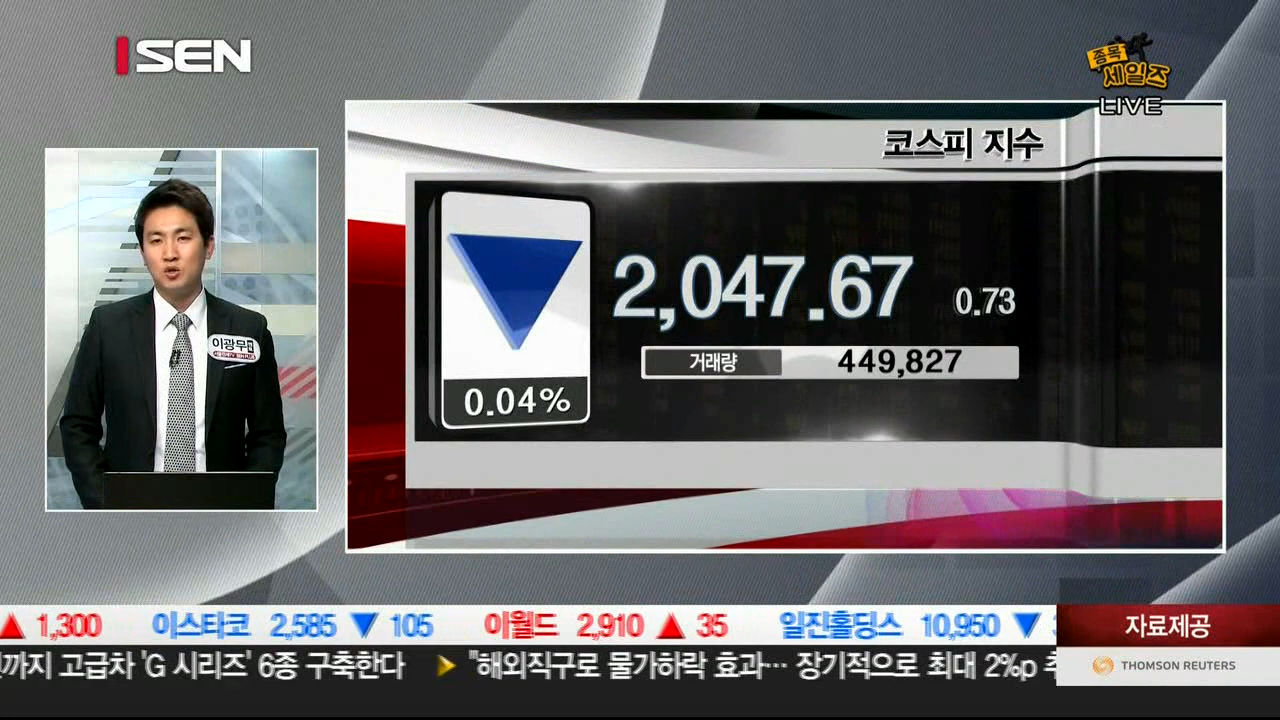 SEN
종목
세일즈
LIVE
코스피 지수
2,047.67 0.73
거래량 449,827
0.04%
이광무
▲ 1,300 이스타코 2,585 ▼ 105 아월드 2,910 ▲ 35 일진홀딩스 10,950 ▼
자료제공
까지 고급차 'G 시리즈' 6종 구축한다 ▶ "해외직구로 물가하락 효과… 장기적으로 최대 2%p
THOMSON REUTERS